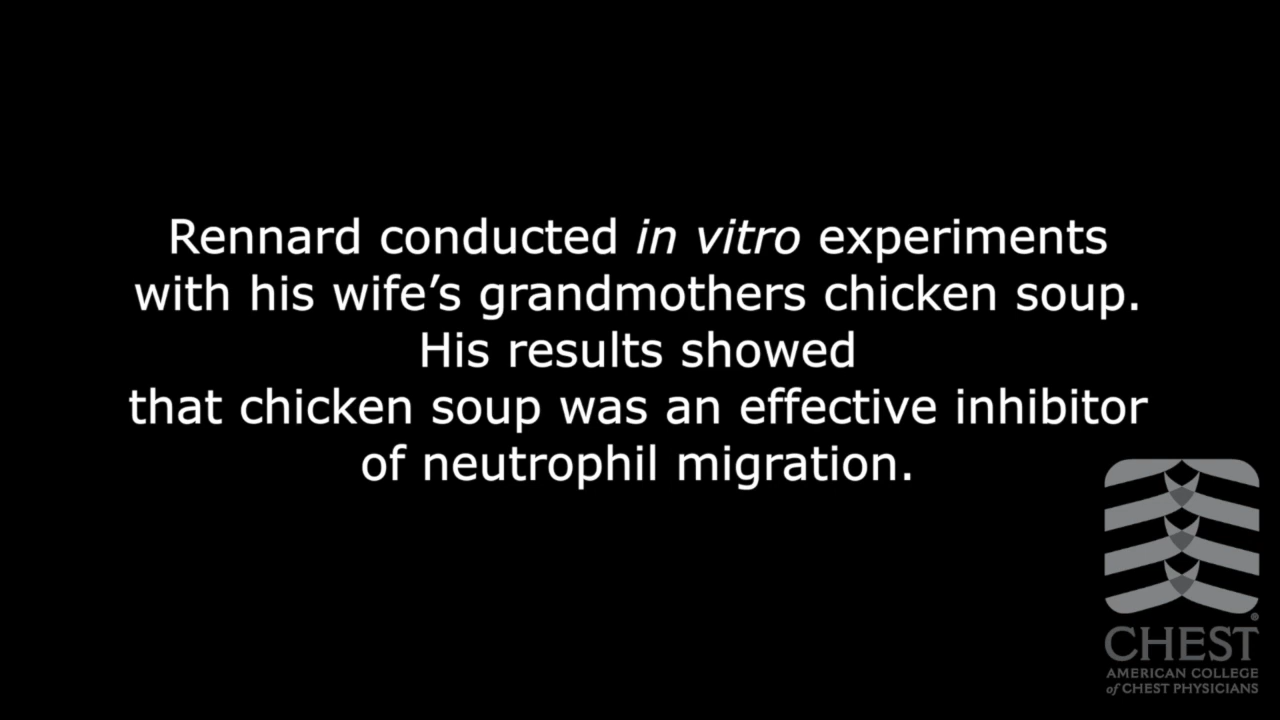 Rennard conducted in vitro experiments
with his wife’s grandmothers chicken soup.
His results showed
that chicken soup was an effective inhibitor
of neutrophil migration.
CHEST®
AMERICAN COLLEGE
of CHEST PHYSICIANS